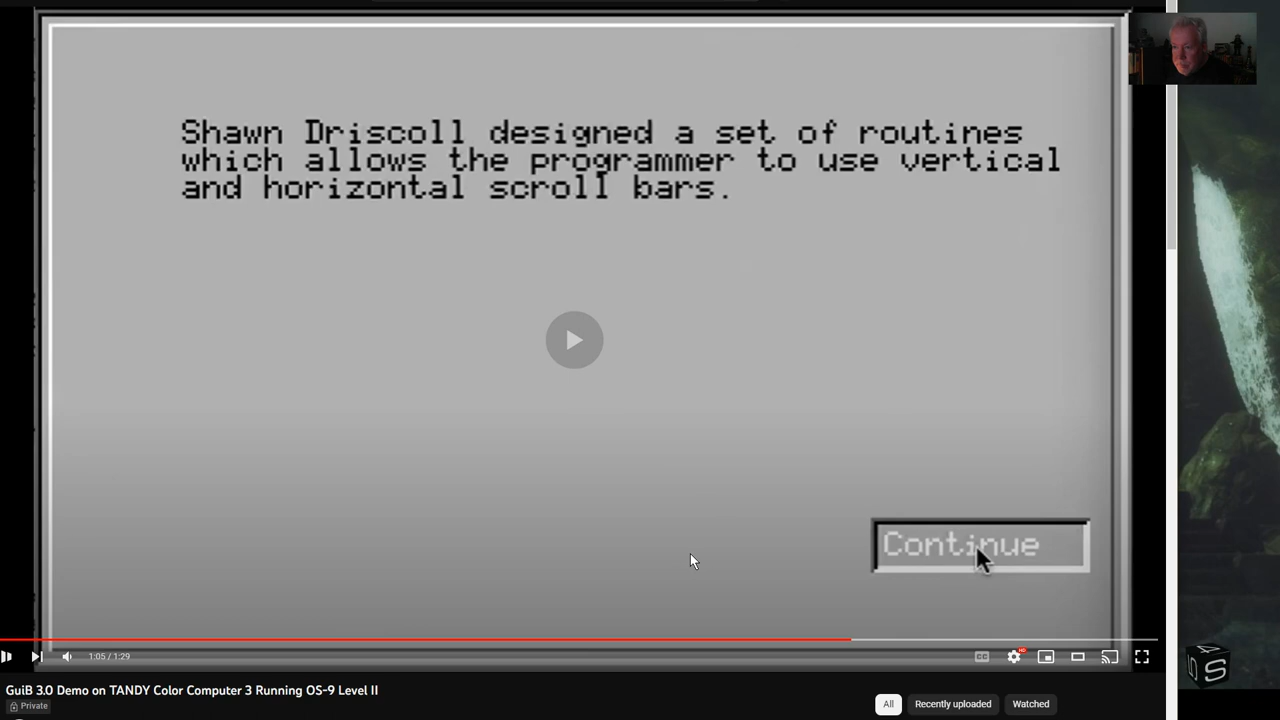 Shawn Driscoll designed a set of routines
which allows the programmer to use vertical
and horizontal scroll bars.
Continue
1:05 / 1:29
CC
HD
GuiB 3.0 Demo on TANDY Color Computer 3 Running OS-9 Level II
Private
All
Recently uploaded
Watched